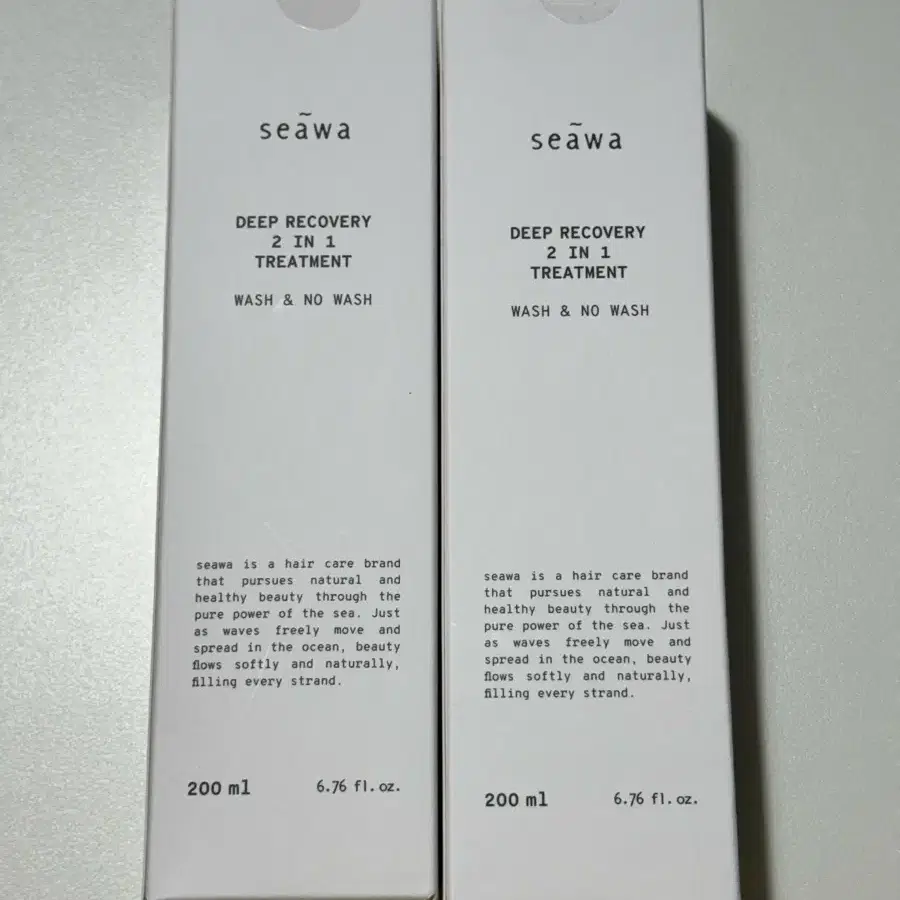 seãwa
DEEP RECOVERY
2 IN 1
TREATMENT
WASH & NO WASH
seawa is a hair care brand
that pursues natural and
healthy beauty through the
pure power of the sea. Just
as waves freely move and
spread in the ocean, beauty
flows softly and naturally,
filling every strand.
200 ml 6.76 fl. oz.
seãwa
DEEP RECOVERY
2 IN 1
TREATMENT
WASH & NO WASH
seawa is a hair care brand
that pursues natural and
healthy beauty through the
pure power of the sea. Just
as waves freely move and
spread in the ocean, beauty
flows softly and naturally,
filling every strand.
200 ml 6.76 fl. oz.